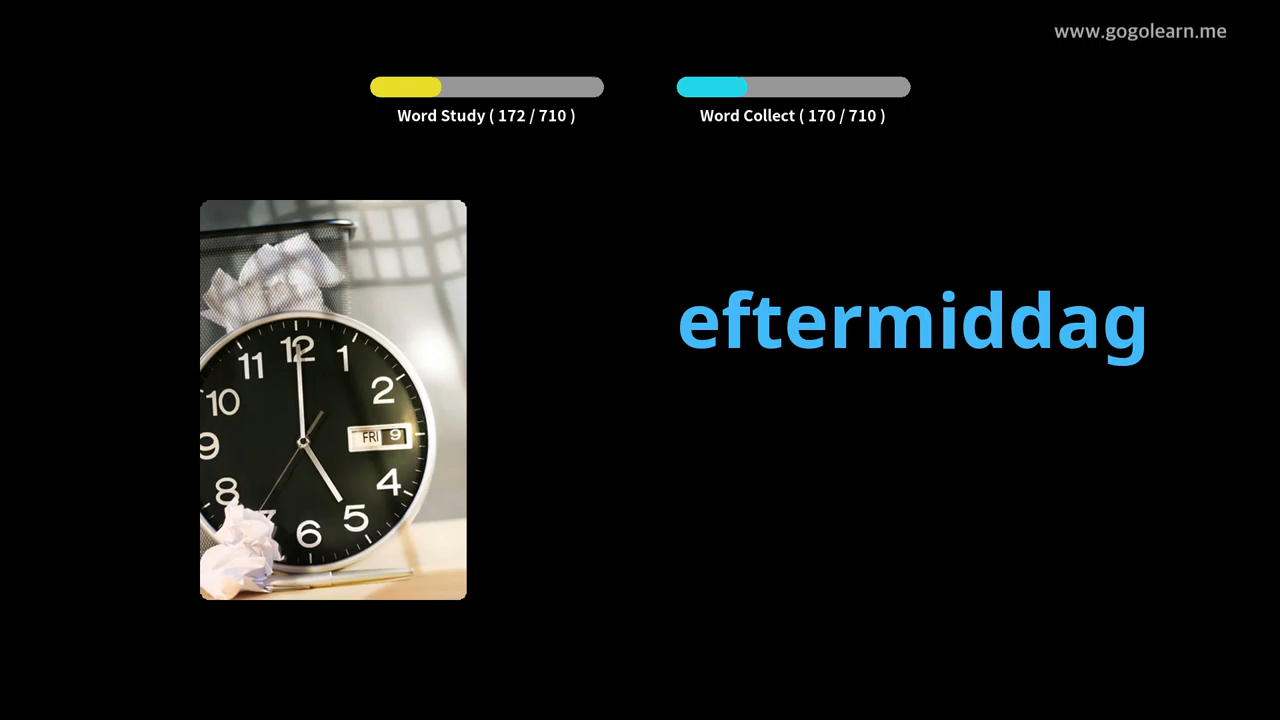 www.gogolearn.me
Word Study ( 172 / 710 )
Word Collect ( 170 / 710 )
eftermiddag
12
11
1
10
2
9
FRI 9
8
4
7
5
6